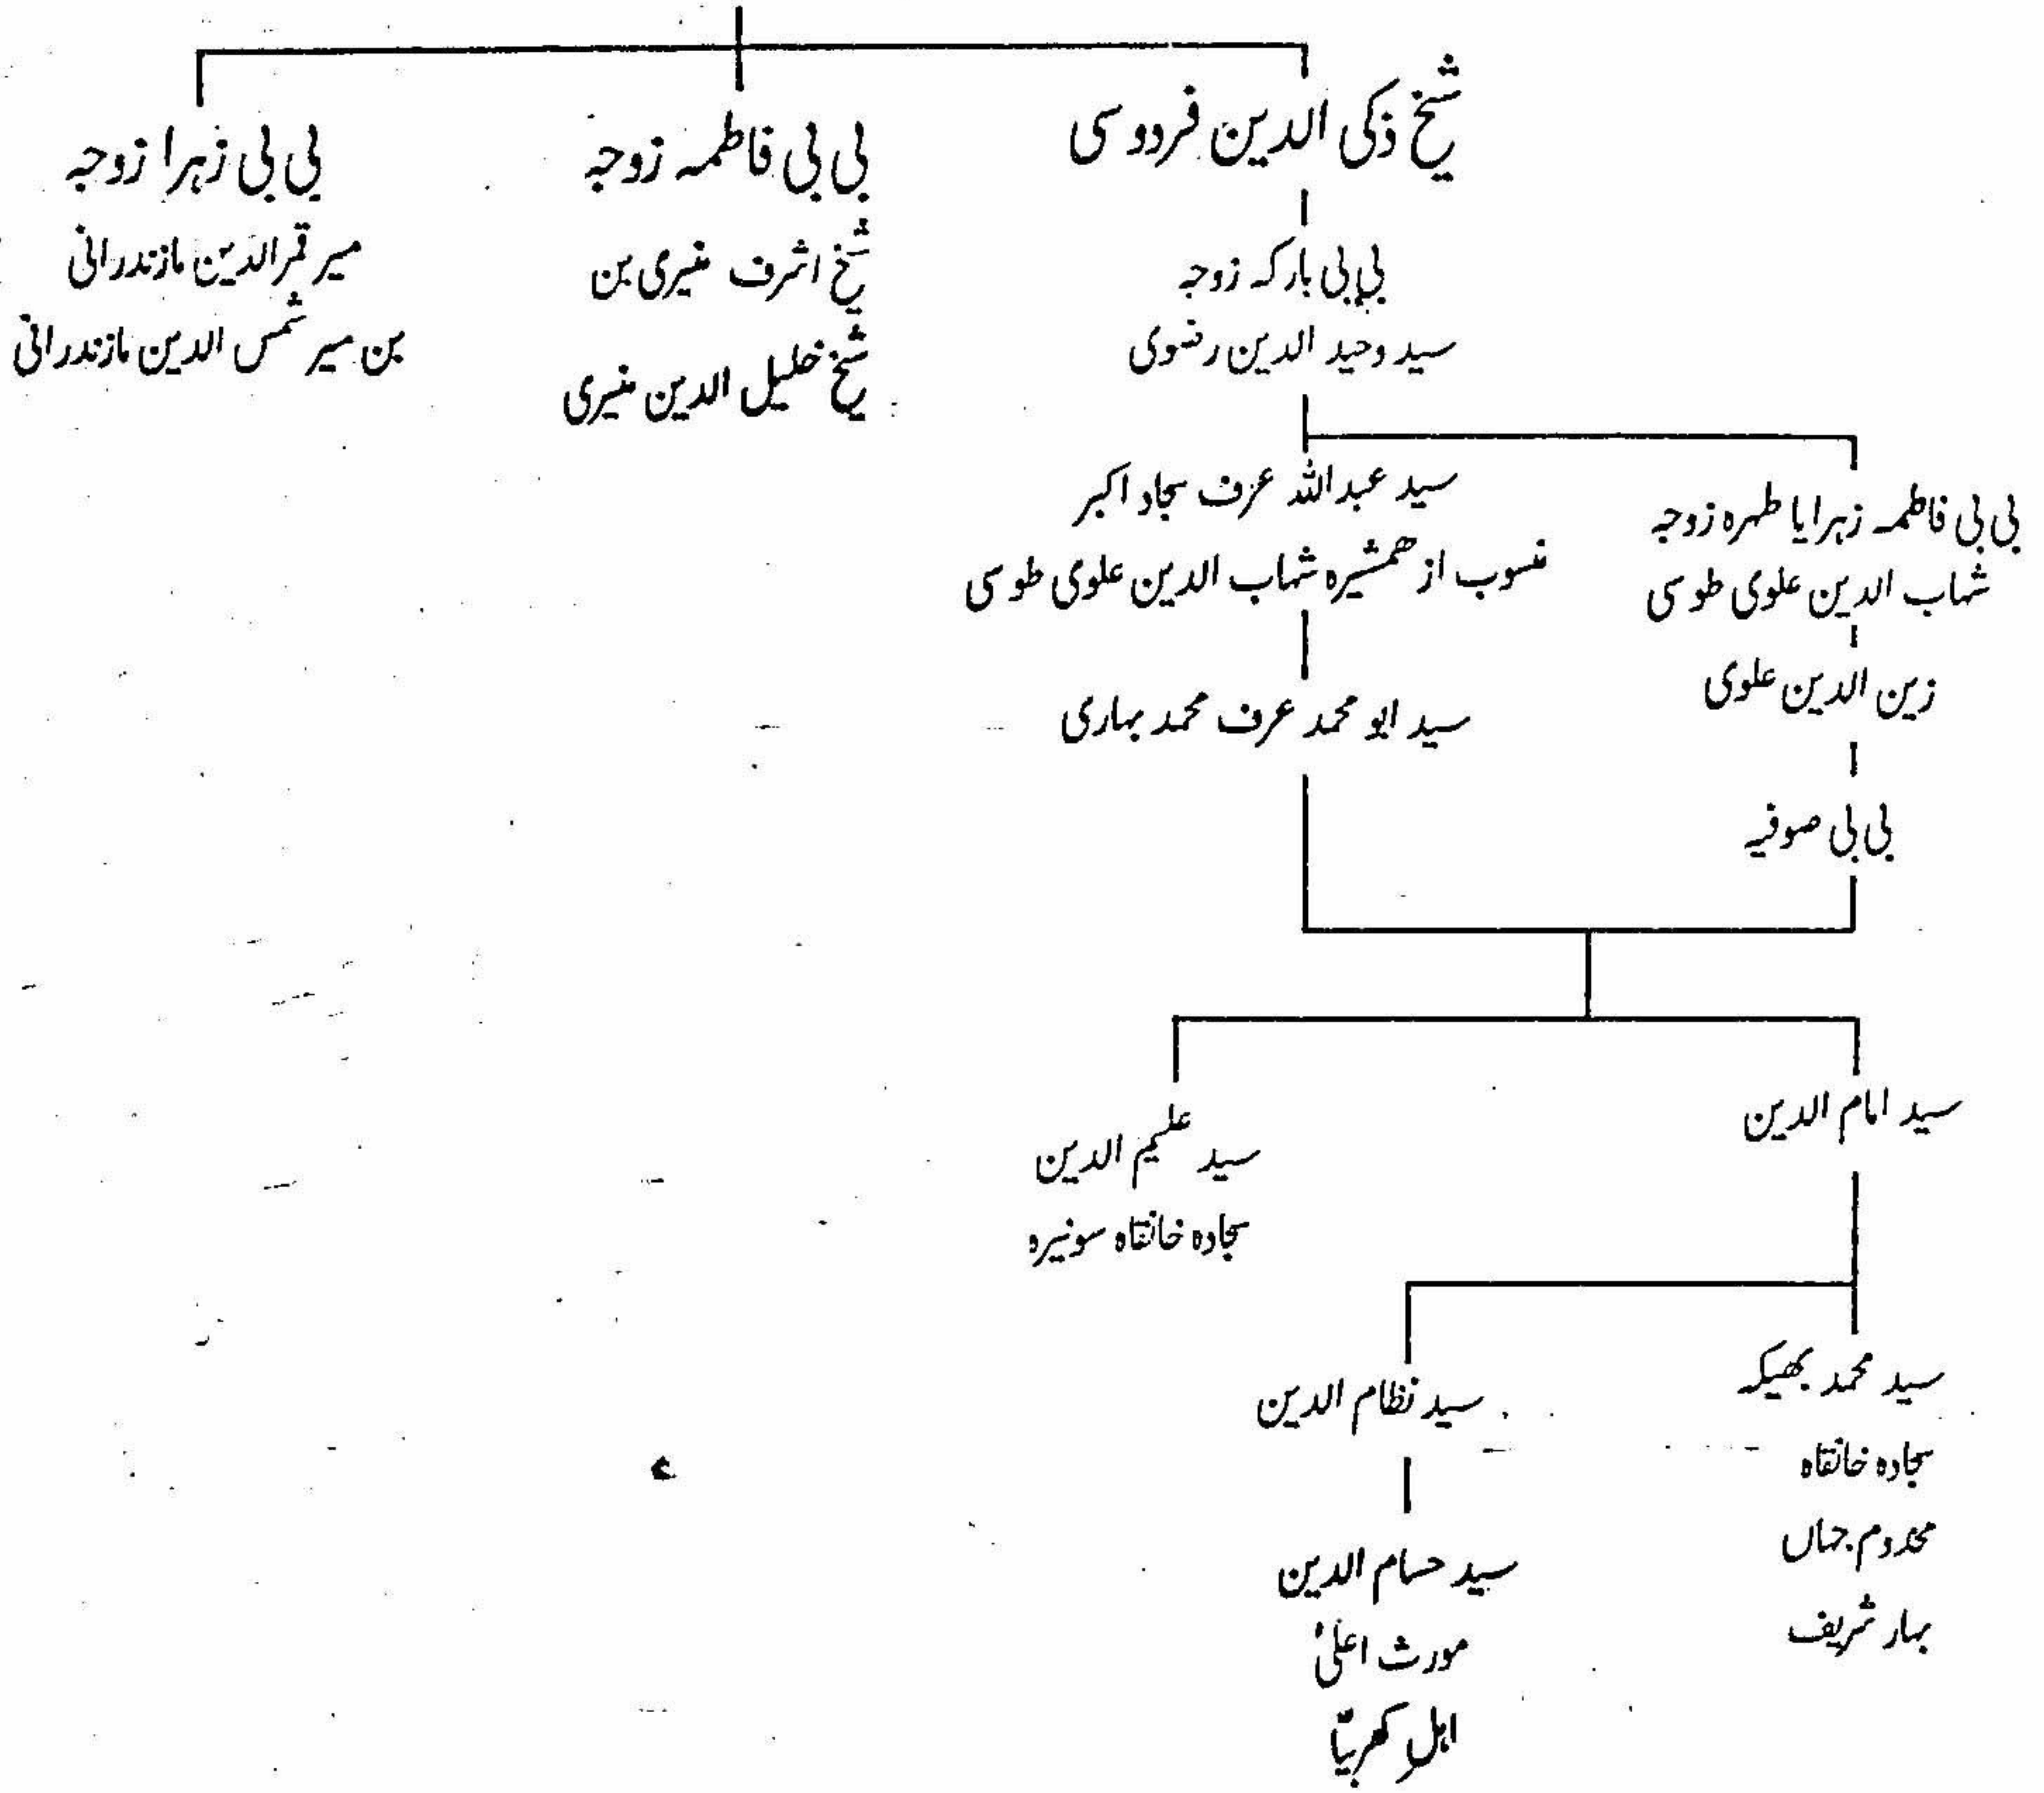 شیخ ذکی الدین فردوسی
بی بی فاطمہ زوجہ
شیخ اشرف منیری بن
شیخ خلیل الدین منیری
بی بی زہرا زوجہ
میر قمر الدین مازندرانی
بن میر شمس الدین مازندرانی
بی بی بارکہ زوجہ
سید وحید الدین رضوی
بی بی فاطمہ زہرا یا طہرہ زوجہ
شہاب الدین علوی طوسی
سید عبداللہ عرف سجاد اکبر
منسوب از ھمشیرہ شہاب الدین علوی طوسی
زین الدین علوی
سید ابو محمد عرف محمد بہاری
بی بی صوفیہ
سید امام الدین
سید علیم الدین
سجادہ خانقاہ سونیرہ
سید محمد بھیکہ
سجادہ خانقاہ
مخدوم جہاں
بہار شریف
سید نظام الدین
سید حسام الدین
مورث اعلیٰ
اہل